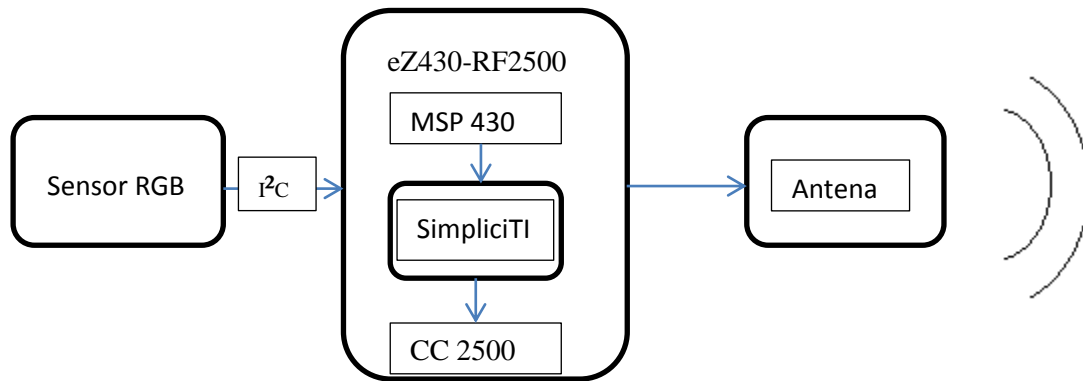 Sensor RGB
I²C
eZ430-RF2500
MSP 430
SimpliciTI
CC 2500
Antena